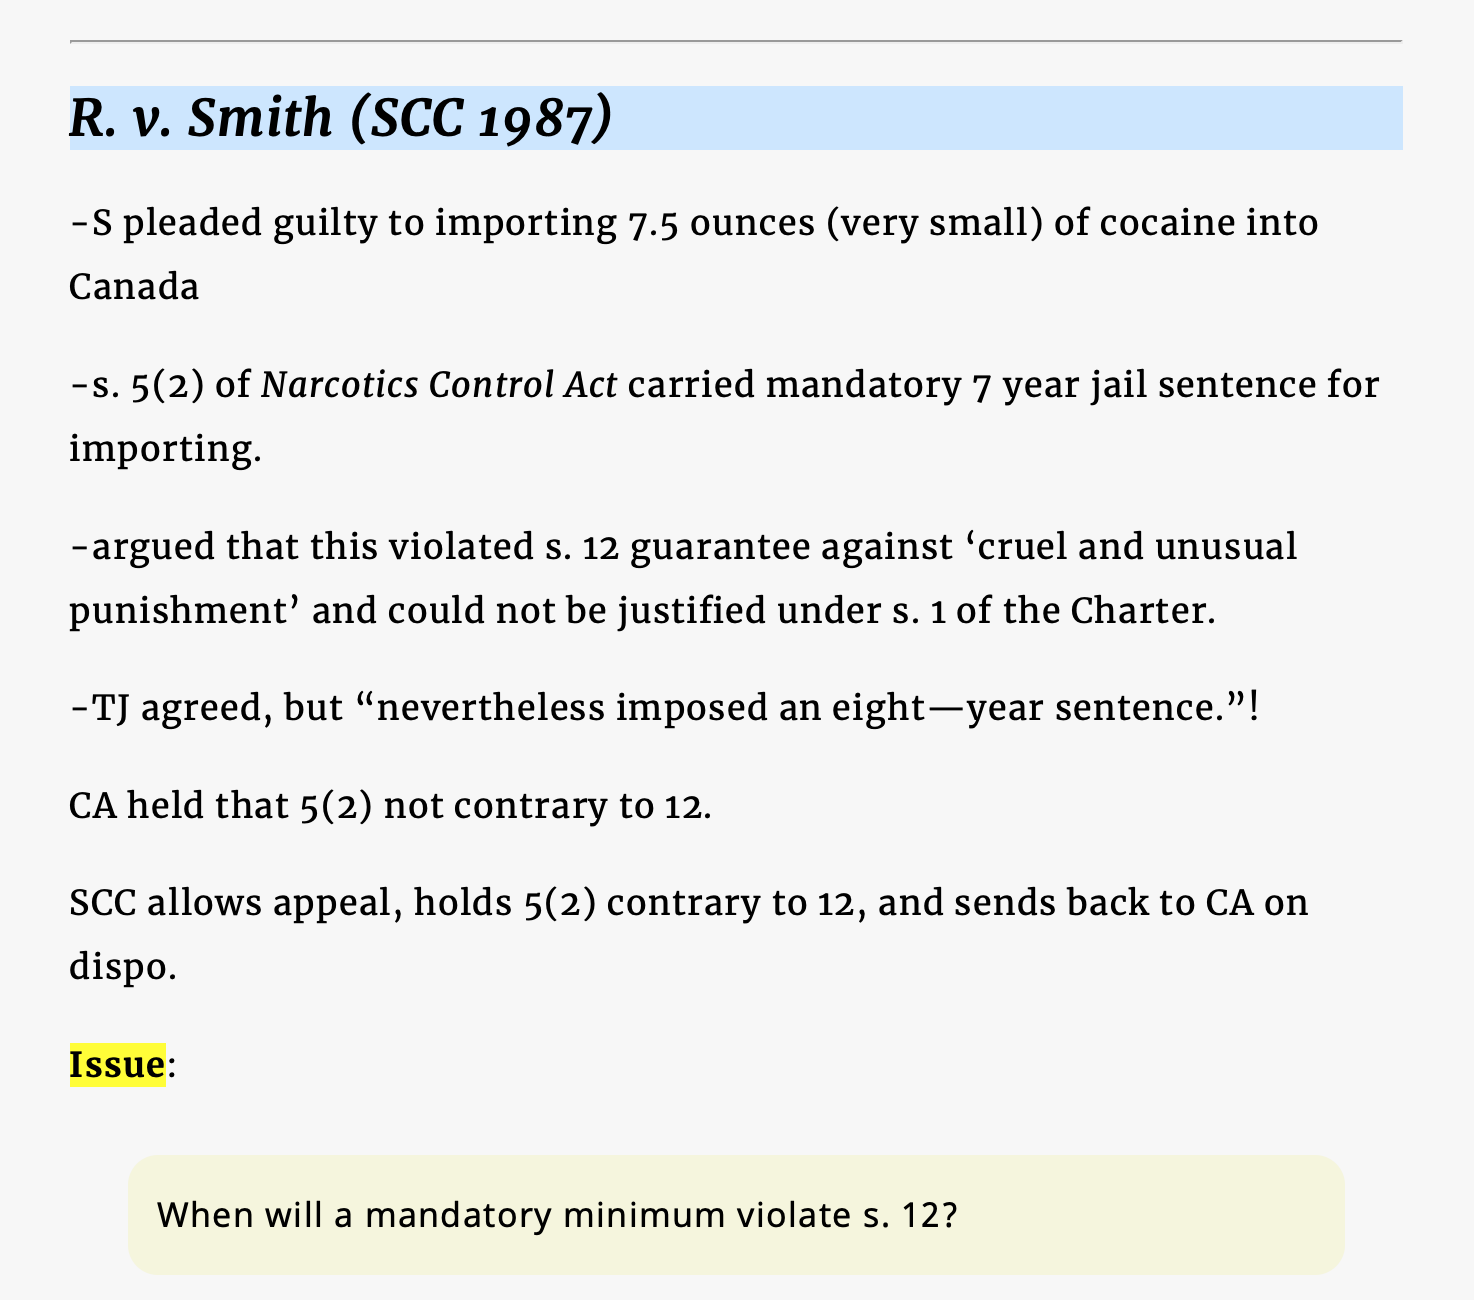 R. v. Smith (SCC 1987)
-S pleaded guilty to importing 7.5 ounces (very small) of cocaine into
Canada
-s. 5(2) of Narcotics Control Act carried mandatory 7 year jail sentence for
importing.
-argued that this violated s. 12 guarantee against ‘cruel and unusual
punishment’ and could not be justified under s. 1 of the Charter.
-TJ agreed, but “nevertheless imposed an eight—year sentence.”!
CA held that 5(2) not contrary to 12.
SCC allows appeal, holds 5(2) contrary to 12, and sends back to CA on
dispo.
Issue:
When will a mandatory minimum violate s. 12?